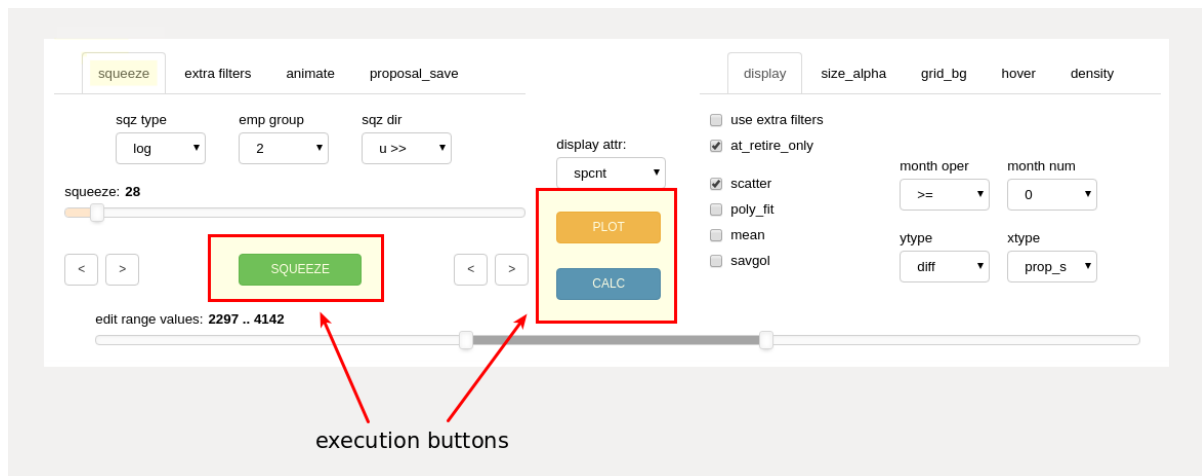 squeeze extra filters animate proposal_save
display size_alpha grid_bg hover density
sqz type emp group sqz dir
log 2 u >>
squeeze: 28
< > SQUEEZE < >
display attr:
spcnt
PLOT
CALC
use extra filters
at_retire_only
scatter
poly_fit
mean
savgol
month oper month num
>= 0
ytype xtype
diff prop_s
edit range values: 2297 .. 4142
execution buttons